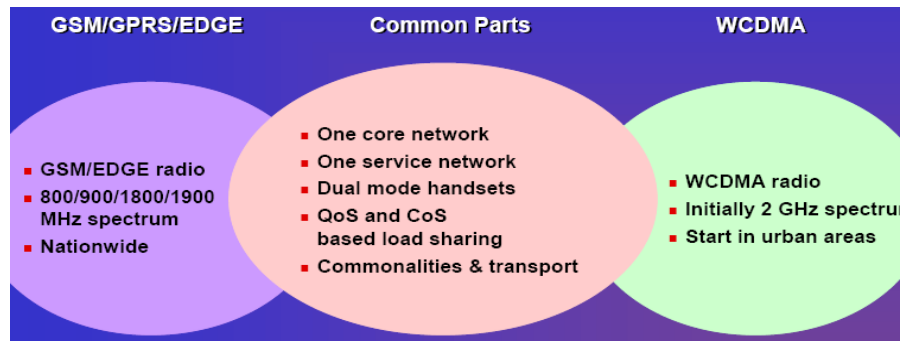 GSM/GPRS/EDGE
Common Parts
WCDMA
GSM/EDGE radio
800/900/1800/1900
MHz spectrum
Nationwide
One core network
One service network
Dual mode handsets
QoS and CoS
based load sharing
Commonalities & transport
WCDMA radio
Initially 2 GHz spectru
Start in urban areas